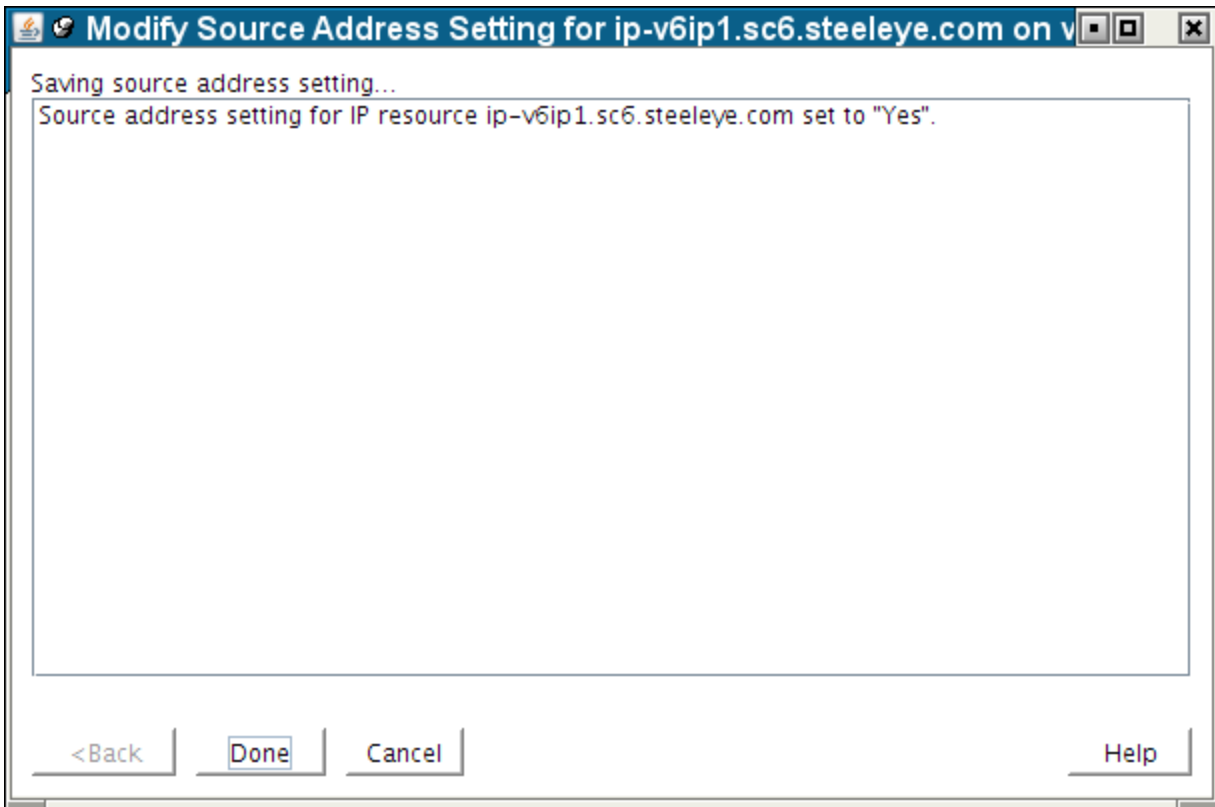 Modify Source Address Setting for ip-v6ip1.sc6.steeleye.com on v
Saving source address setting...
Source address setting for IP resource ip-v6ip1.sc6.steeleye.com set to "Yes".
<Back Done Cancel Help